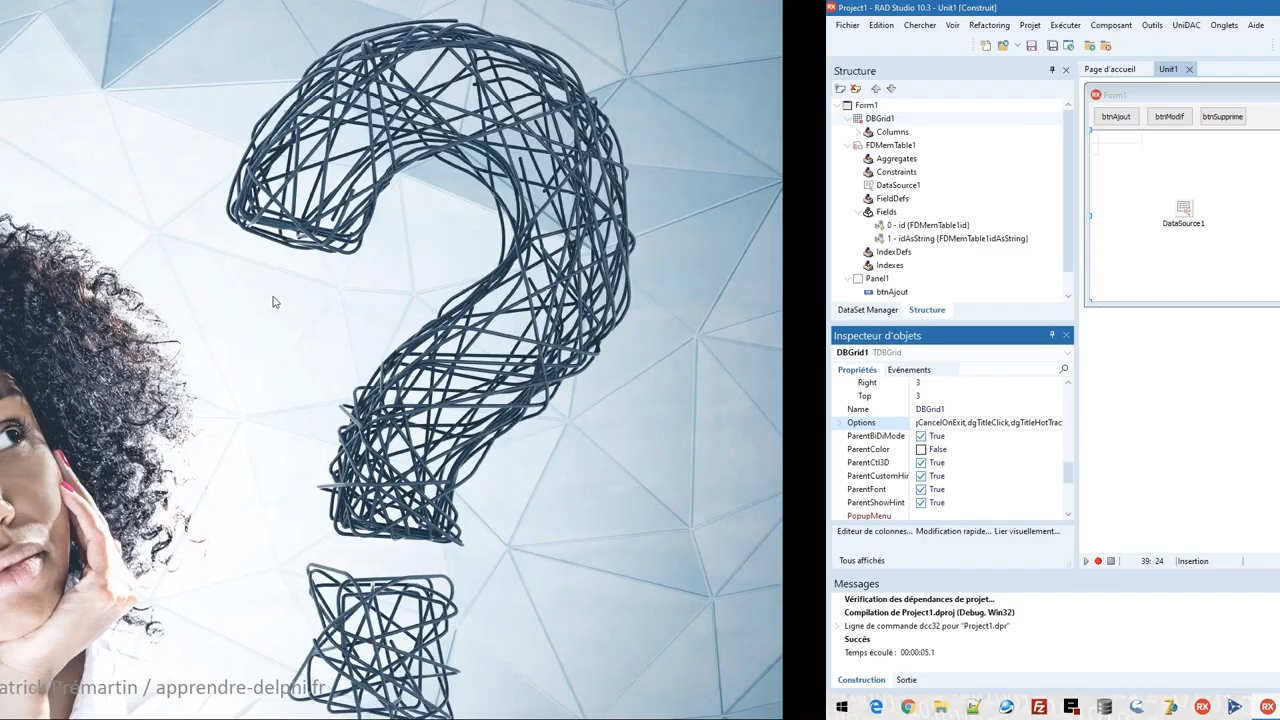 Project1 - RAD Studio 10.3 - Unit1 [Construit]
Fichier Edition Chercher Voir Refactoring Projet Exécuter Composant Outils UniDAC Onglets Aide
Structure
Page d'accueil Unit1
Form1
DBGrid1
Columns
FDMemTable1
Aggregates
Constraints
DataSource1
FieldDefs
Fields
0 - id {FDMemTable1id}
1 - idAsString {FDMemTable1idAsString}
IndexDefs
Indexes
Panel1
btnAjout
DataSet Manager Structure
Form1
btnAjout btnModif btnSupprime
DataSource1
Inspecteur d'objets
DBGrid1 TDBGrid
Propriétés Evénements
Right 3
Top 3
Name DBGrid1
Options CancelOnExit,dgTitleClick,dgTitleHotTrac
ParentBiDiMode True
ParentColor False
ParentCtl3D True
ParentCustomHin True
ParentFont True
ParentShowHint True
PopupMenu
Editeur de colonnes... Modification rapide... Lier visuellement...
Tous affichés
39: 24 Insertion
Messages
Vérification des dépendances de projet...
Compilation de Project1.dproj (Debug, Win32)
Ligne de commande dcc32 pour "Project1.dpr"
Succès
Temps écoulé : 00:00:05.1
Construction Sortie
atrick Prémartin / apprendre-delphi.fr